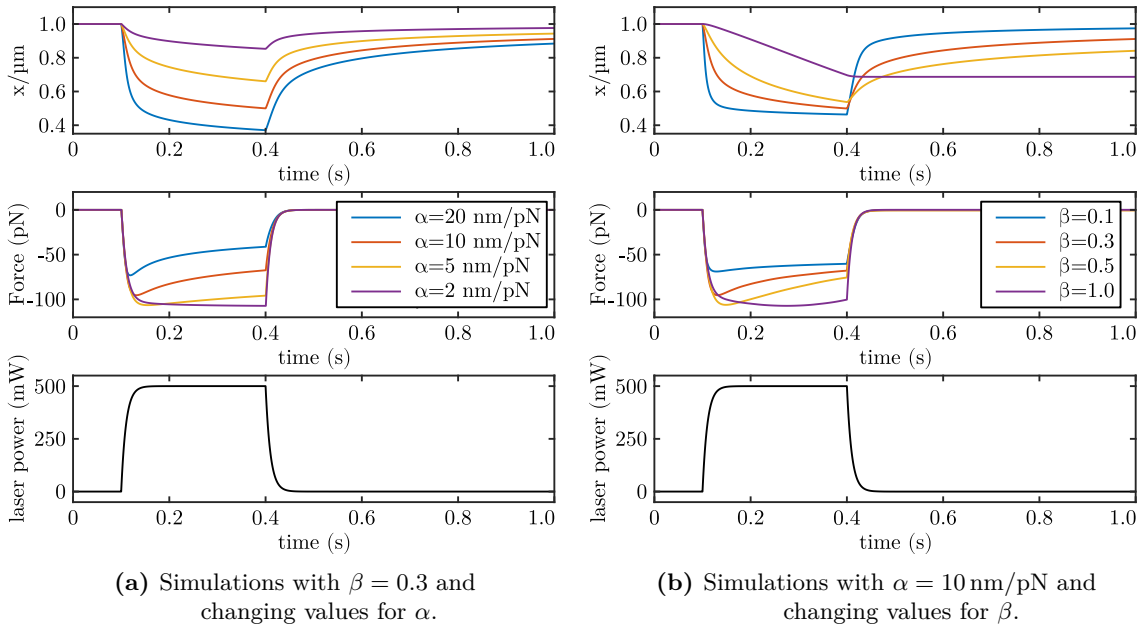 x/µm
1.0
0.8
0.6
0.4
0 0.2 0.4 0.6 0.8 1.0
time (s)
Force (pN)
0
-50
-100
α=20 nm/pN
α=10 nm/pN
α=5 nm/pN
α=2 nm/pN
0 0.2 0.4 0.6 0.8 1.0
time (s)
laser power (mW)
500
250
0
0 0.2 0.4 0.6 0.8 1.0
time (s)
(a) Simulations with β = 0.3 and
changing values for α.
x/µm
1.0
0.8
0.6
0.4
0 0.2 0.4 0.6 0.8 1.0
time (s)
Force (pN)
0
-50
-100
β=0.1
β=0.3
β=0.5
β=1.0
0 0.2 0.4 0.6 0.8 1.0
time (s)
laser power (mW)
500
250
0
0 0.2 0.4 0.6 0.8 1.0
time (s)
(b) Simulations with α = 10 nm/pN and
changing values for β.